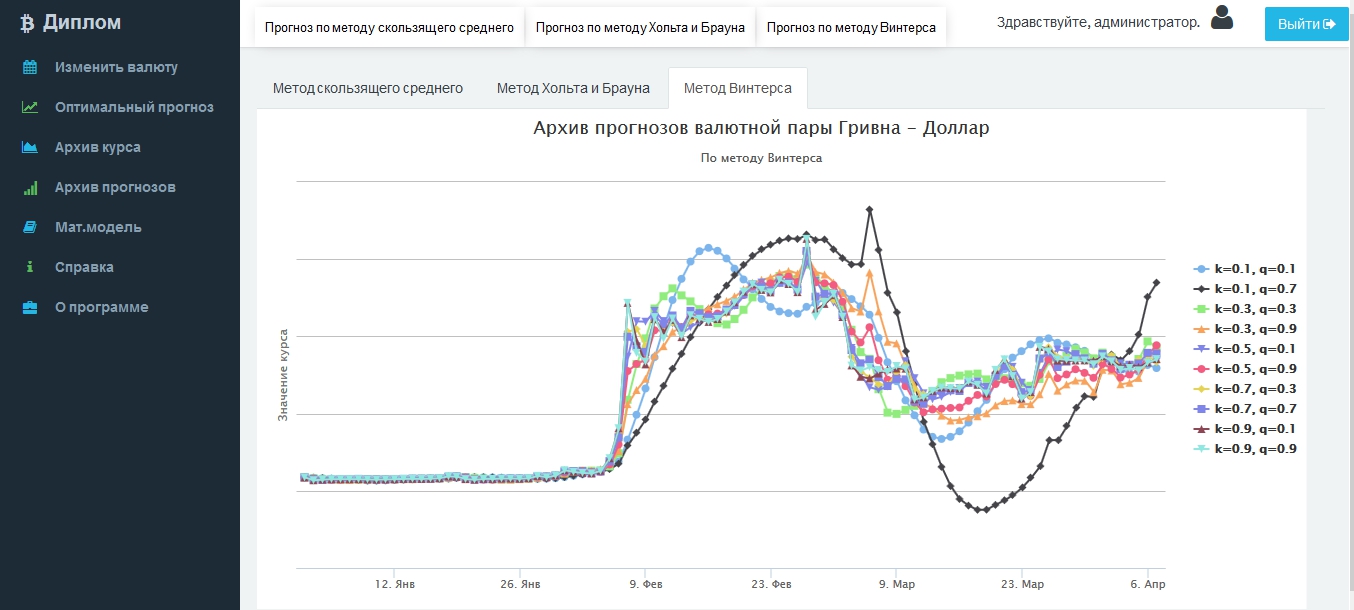 Диплом
Изменить валюту
Оптимальный прогноз
Архив курса
Архив прогнозов
Мат.модель
Справка
О программе
Прогноз по методу скользящего среднего
Прогноз по методу Хольта и Брауна
Прогноз по методу Винтерса
Здравствуйте, администратор.
Выйти
Метод скользящего среднего
Метод Хольта и Брауна
Метод Винтерса
Архив прогнозов валютной пары Гривна - Доллар
По методу Винтерса
Значение курса
k=0.1, q=0.1
k=0.1, q=0.7
k=0.3, q=0.3
k=0.3, q=0.9
k=0.5, q=0.1
k=0.5, q=0.9
k=0.7, q=0.3
k=0.7, q=0.7
k=0.9, q=0.1
k=0.9, q=0.9
12. Янв
26. Янв
9. Фев
23. Фев
9. Мар
23. Мар
6. Апр